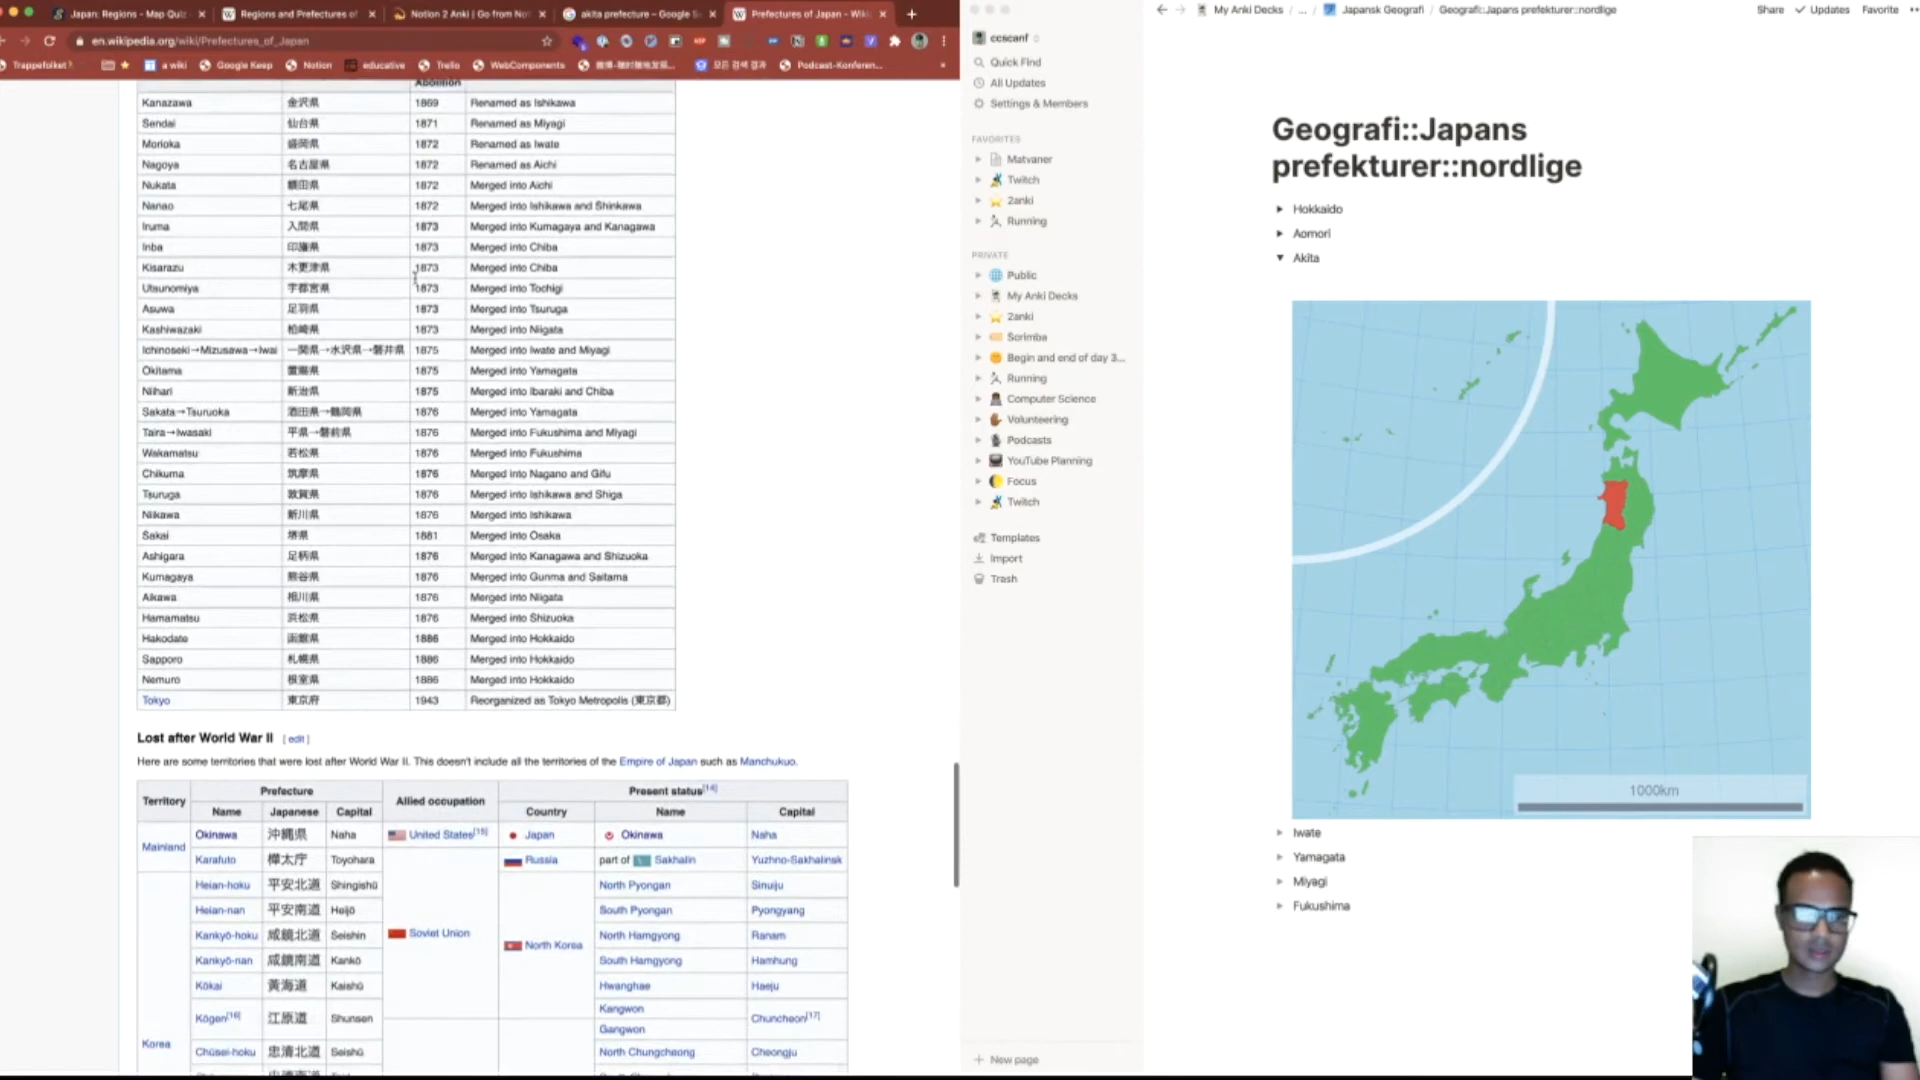 Japan: Regions - Map Quiz
Regions and Prefectures of
Notion 2 Anki | Go from No
akita prefecture – Google S
Prefectures of Japan – Wiki
en.wikipedia.org/wiki/Prefectures_of_Japan
Trappefolket
a wiki
Google Keep
Notion
educative
Trello
WebComponents
모든 검색 결과
Podcast-Konferen...
Abolition
Kanazawa 金沢県 1869 Renamed as Ishikawa
Sendai 仙台県 1871 Renamed as Miyagi
Morioka 盛岡県 1872 Renamed as Iwate
Nagoya 名古屋県 1872 Renamed as Aichi
Nukata 額田県 1872 Merged into Aichi
Nanao 七尾県 1872 Merged into Ishikawa and Shinkawa
Iruma 入間県 1873 Merged into Kumagaya and Kanagawa
Inba 印旛県 1873 Merged into Chiba
Kisarazu 木更津県 1873 Merged into Chiba
Utsunomiya 宇都宮県 1873 Merged into Tochigi
Asuwa 足羽県 1873 Merged into Tsuruga
Kashiwazaki 柏崎県 1873 Merged into Niigata
Ichinoseki→Mizusawa→Iwai 一関県→水沢県→磐井県 1875 Merged into Iwate and Miyagi
Okitama 置賜県 1875 Merged into Yamagata
Niihari 新治県 1875 Merged into Ibaraki and Chiba
Sakata→Tsuruoka 酒田県→鶴岡県 1876 Merged into Yamagata
Taira→Iwasaki 平県→磐前県 1876 Merged into Fukushima and Miyagi
Wakamatsu 若松県 1876 Merged into Fukushima
Chikuma 筑摩県 1876 Merged into Nagano and Gifu
Tsuruga 敦賀県 1876 Merged into Ishikawa and Shiga
Niikawa 新川県 1876 Merged into Ishikawa
Sakai 堺県 1881 Merged into Osaka
Ashigara 足柄県 1876 Merged into Kanagawa and Shizuoka
Kumagaya 熊谷県 1876 Merged into Gunma and Saitama
Aikawa 相川県 1876 Merged into Niigata
Hamamatsu 浜松県 1876 Merged into Shizuoka
Hakodate 函館県 1886 Merged into Hokkaido
Sapporo 札幌県 1886 Merged into Hokkaido
Nemuro 根室県 1886 Merged into Hokkaido
Tokyo 東京府 1943 Reorganized as Tokyo Metropolis (東京都)
Lost after World War II [ edit ]
Here are some territories that were lost after World War II. This doesn't include all the territories of the Empire of Japan such as Manchukuo.
Territory Prefecture Allied occupation Present status[14]
Name Japanese Capital Country Name Capital
Mainland Okinawa 沖縄県 Naha United States[15] Japan Okinawa Naha
Karafuto 樺太庁 Toyohara Russia part of Sakhalin Yuzhno-Sakhalinsk
Heian-hoku 平安北道 Shingishū North Pyongan Sinuiju
Heian-nan 平安南道 Heijō South Pyongan Pyongyang
Kankyō-hoku 咸鏡北道 Seishin Soviet Union North Korea North Hamgyong Ranam
Kankyō-nan 咸鏡南道 Kankō South Hamgyong Hamhung
Kōkai 黃海道 Kaishū Hwanghae Haeju
Kōgen[16] 江原道 Shunsen Kangwon Chuncheon[17]
Gangwon
Korea Chūsei-hoku 忠清北道 Seishū North Chungcheong Cheongju
ccscanf
Quick Find
All Updates
Settings & Members
FAVORITES
Matvaner
Twitch
2anki
Running
PRIVATE
Public
My Anki Decks
2anki
Scrimba
Begin and end of day 3...
Running
Computer Science
Volunteering
Podcasts
YouTube Planning
Focus
Twitch
Templates
Import
Trash
New page
My Anki Decks / ... / Japansk Geografi / Geografi::Japans prefekturer::nordlige
Share Updates Favorite
Geografi::Japans
prefekturer::nordlige
Hokkaido
Aomori
Akita
1000km
Iwate
Yamagata
Miyagi
Fukushima